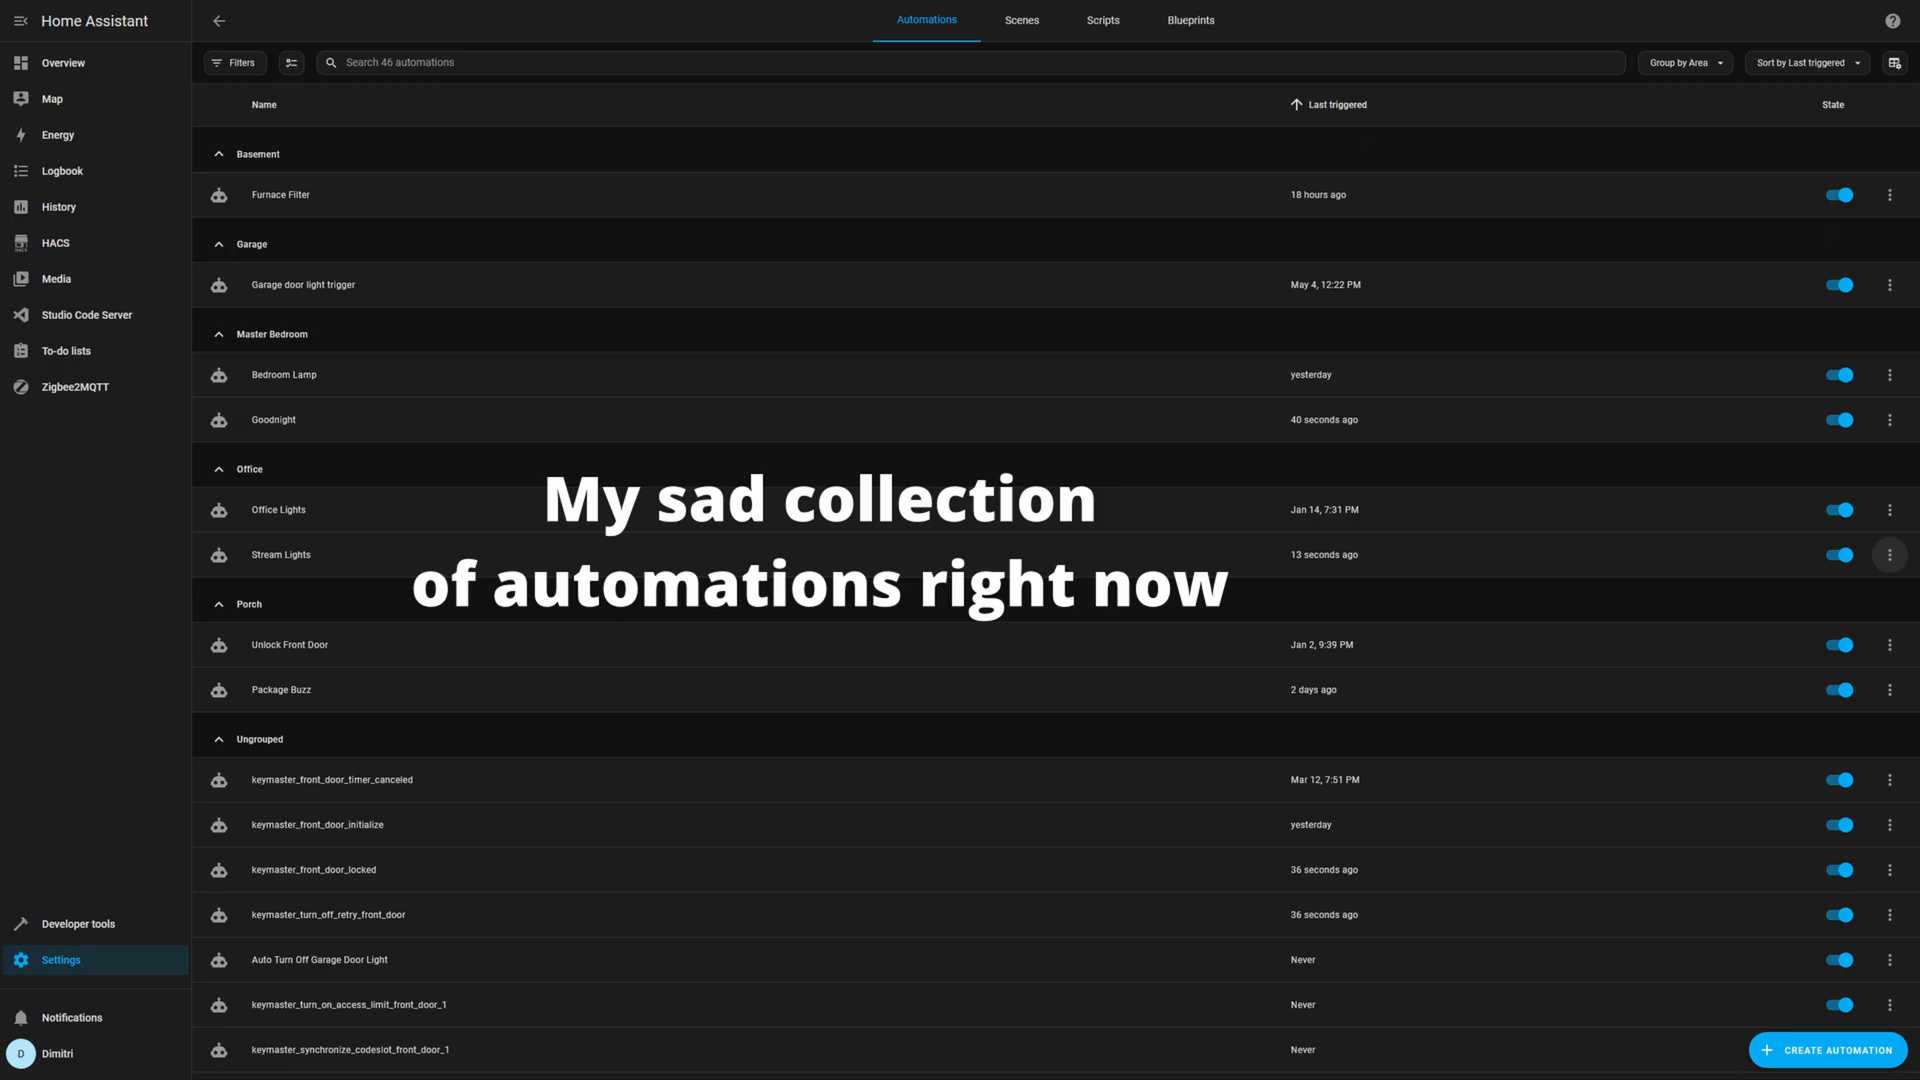 Home Assistant
Automations
Scenes
Scripts
Blueprints
Filters
Search 46 automations
Group by Area
Sort by Last triggered
Overview
Map
Energy
Logbook
History
HACS
Media
Studio Code Server
To-do lists
Zigbee2MQTT
Developer tools
Settings
Notifications
D Dimitri
Name Last triggered State
Basement
Furnace Filter 18 hours ago
Garage
Garage door light trigger May 4, 12:22 PM
Master Bedroom
Bedroom Lamp yesterday
Goodnight 40 seconds ago
Office
Office Lights Jan 14, 7:31 PM
Stream Lights 13 seconds ago
My sad collection
of automations right now
Porch
Unlock Front Door Jan 2, 9:39 PM
Package Buzz 2 days ago
Ungrouped
keymaster_front_door_timer_canceled Mar 12, 7:51 PM
keymaster_front_door_initialize yesterday
keymaster_front_door_locked 36 seconds ago
keymaster_turn_off_retry_front_door 36 seconds ago
Auto Turn Off Garage Door Light Never
keymaster_turn_on_access_limit_front_door_1 Never
keymaster_synchronize_codeslot_front_door_1 Never
CREATE AUTOMATION